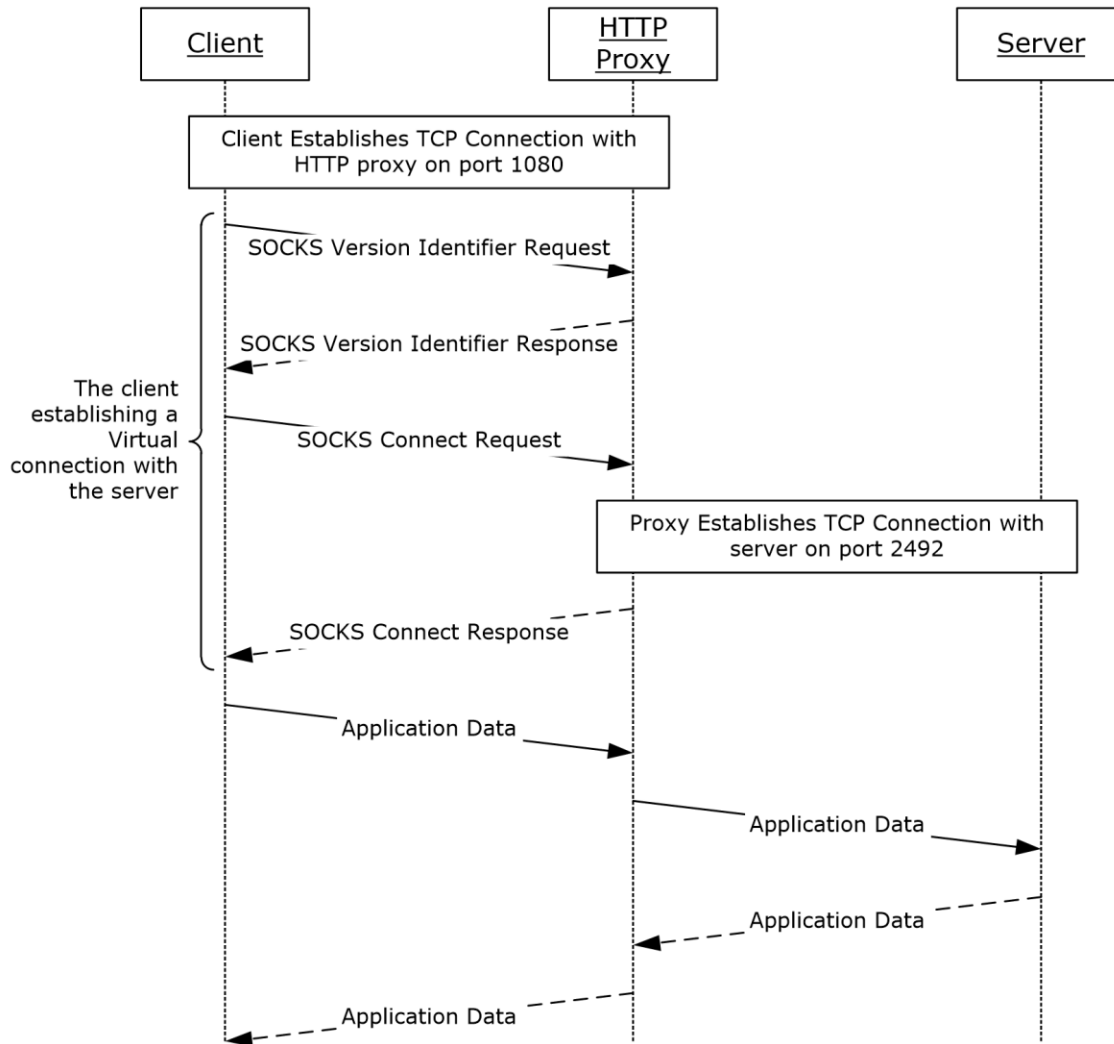 Client
HTTP
Proxy
Server
Client Establishes TCP Connection with
HTTP proxy on port 1080
SOCKS Version Identifier Request
SOCKS Version Identifier Response
The client
establishing a
Virtual
connection with
the server
SOCKS Connect Request
Proxy Establishes TCP Connection with
server on port 2492
SOCKS Connect Response
Application Data
Application Data
Application Data
Application Data